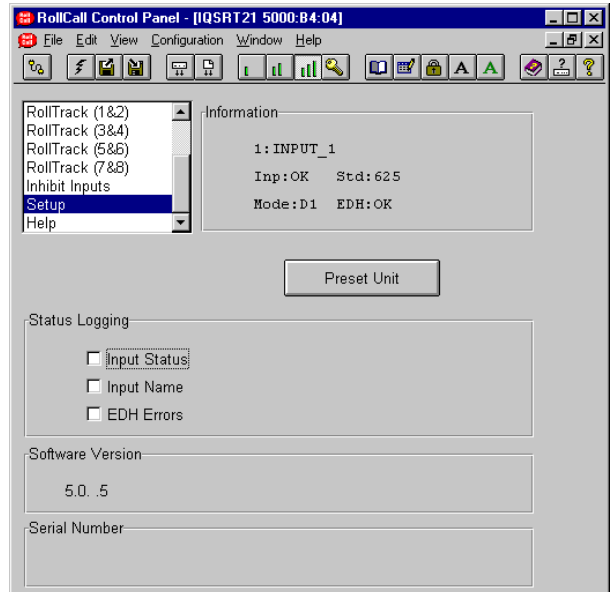 RollCall Control Panel - [IQSRT21 5000:B4:04]
File Edit View Configuration Window Help
A A
RollTrack (1&2)
RollTrack (3&4)
RollTrack (5&6)
RollTrack (7&8)
Inhibit Inputs
Setup
Help
Information
1:INPUT_1
Inp:OK Std:625
Mode:D1 EDH:OK
Preset Unit
Status Logging
Input Status
Input Name
EDH Errors
Software Version
5.0. .5
Serial Number